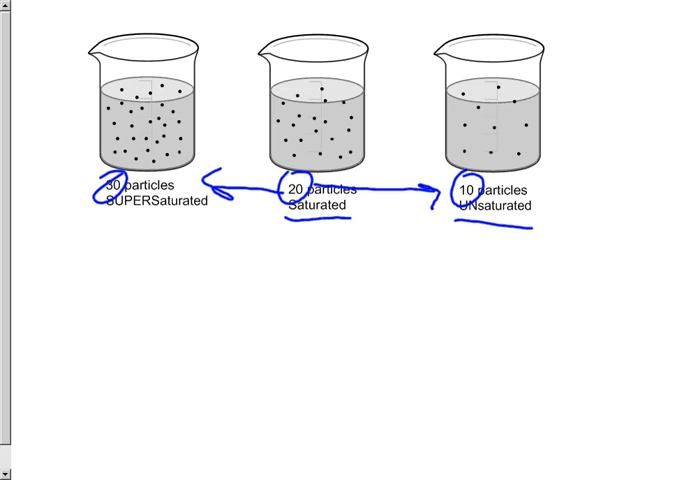 30 particles
SUPERSaturated
20 particles
Saturated
10 particles
UNsaturated